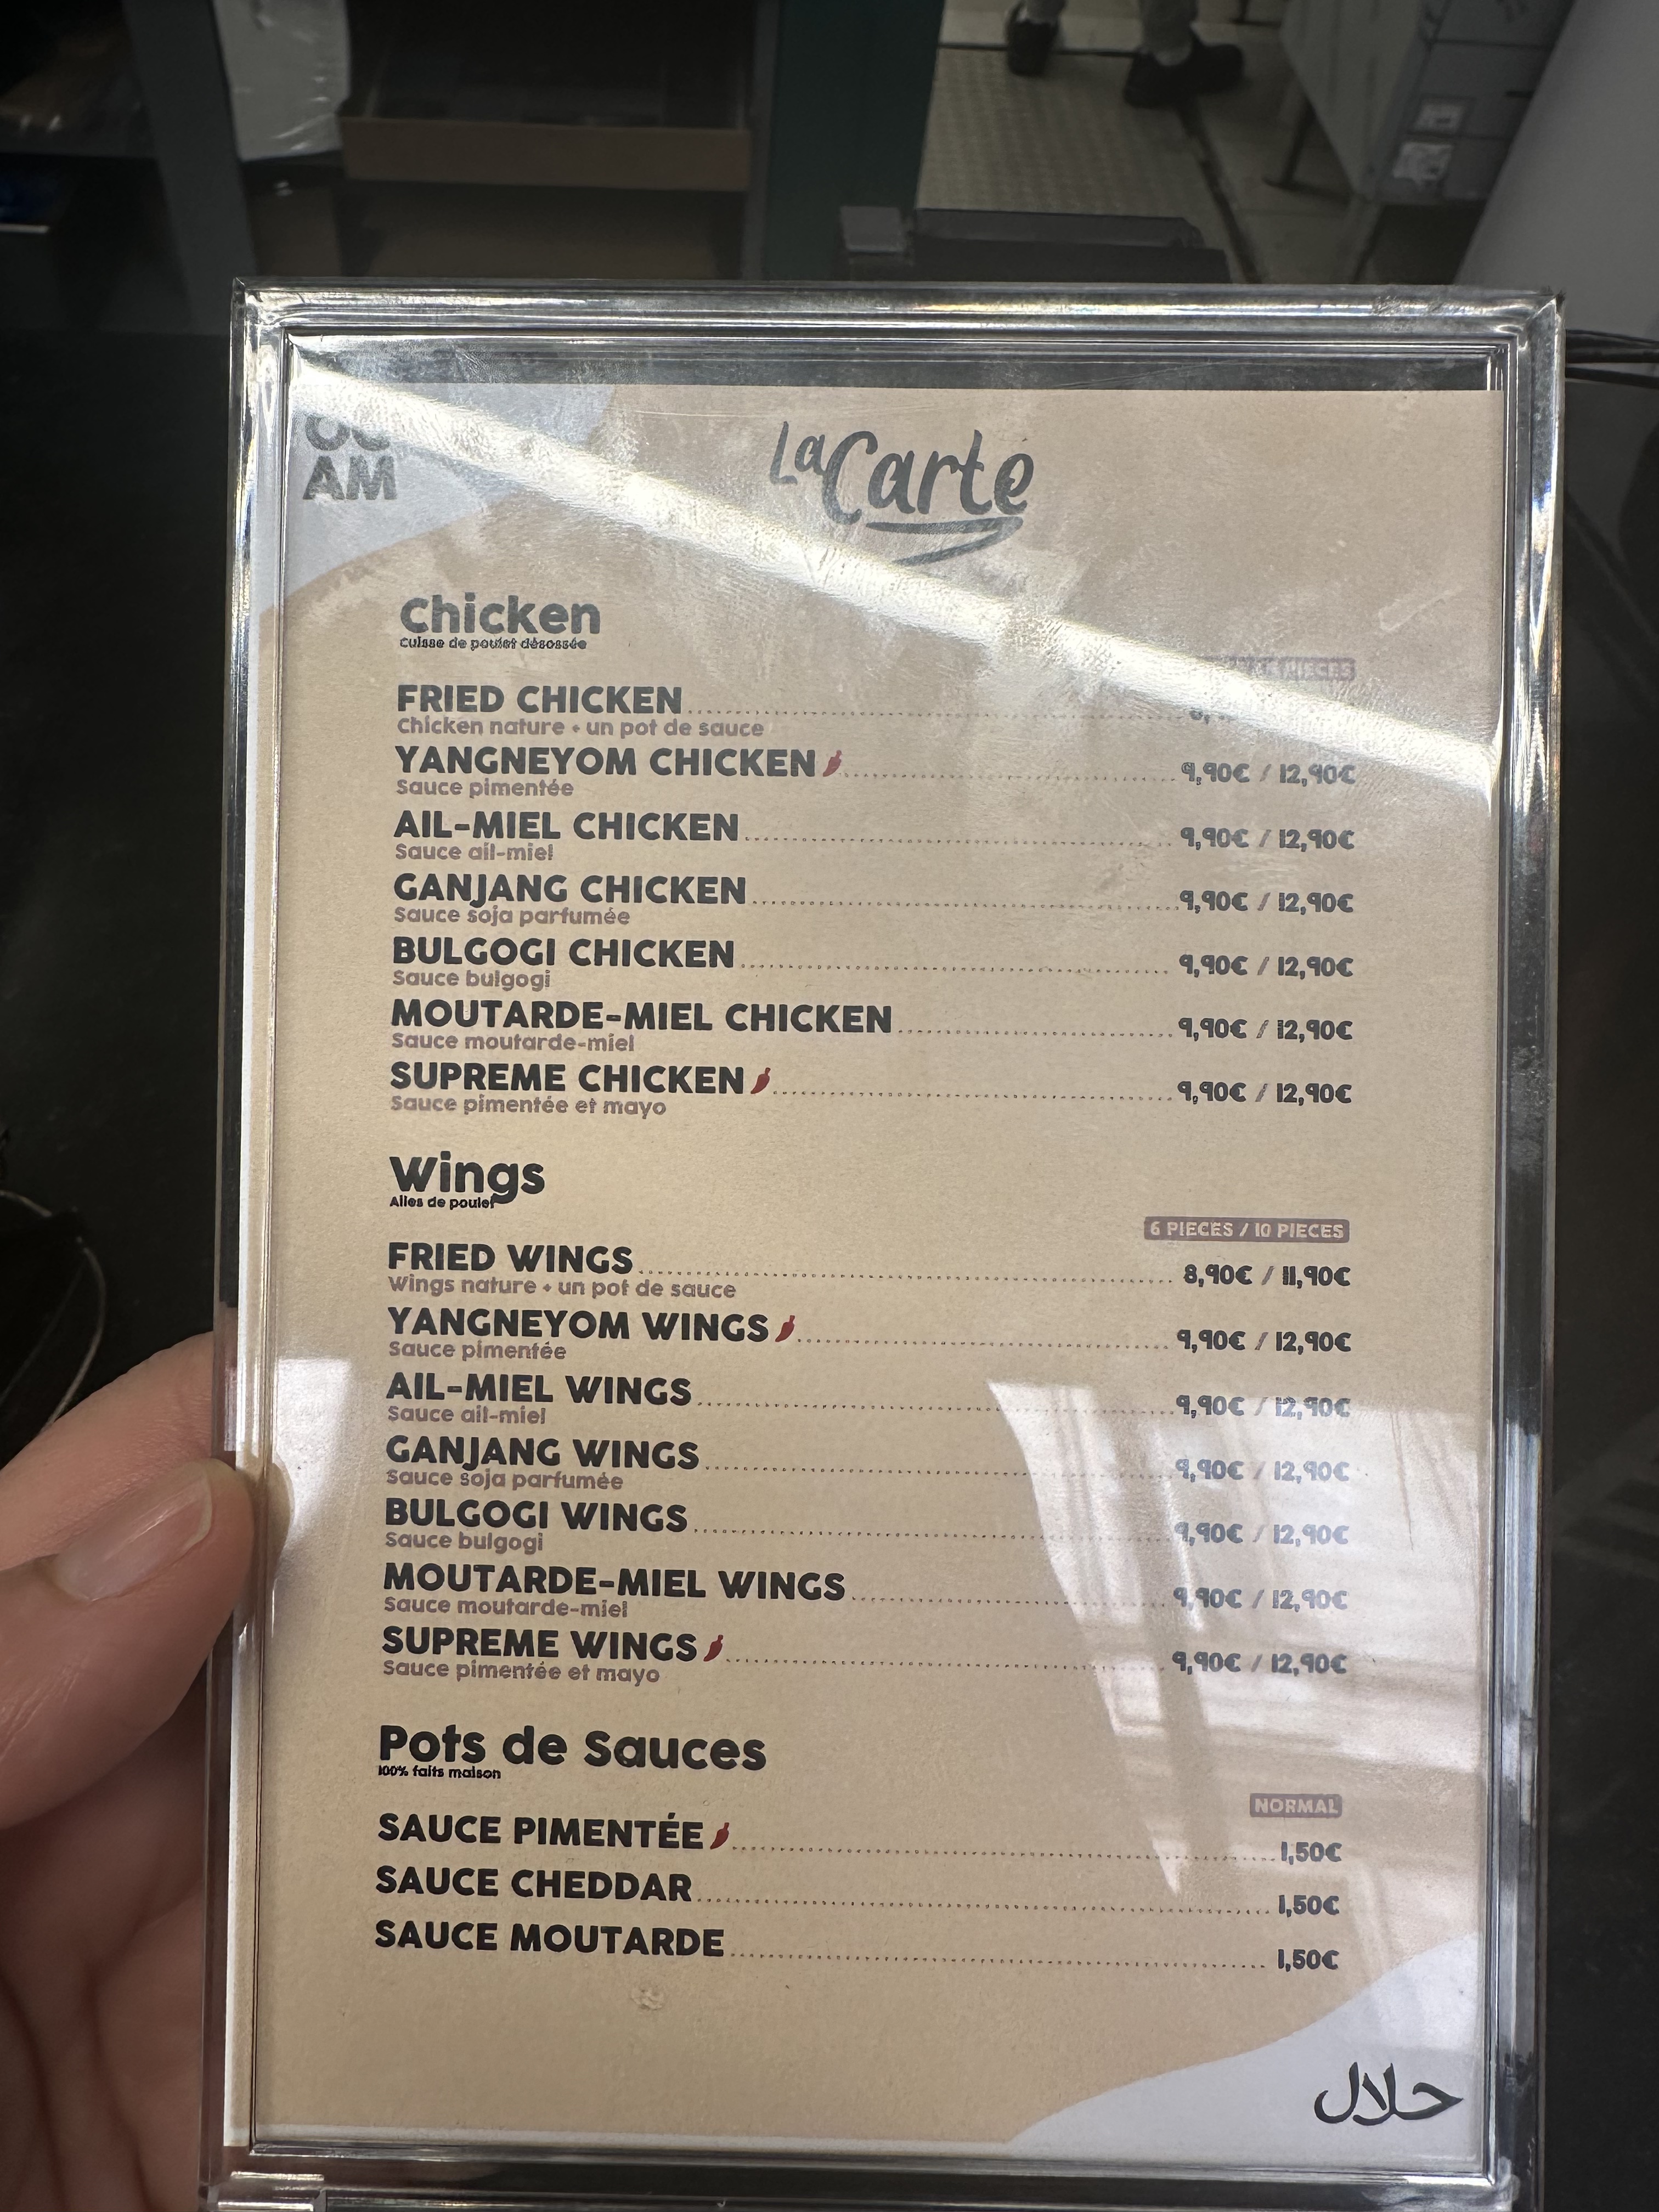 AM
La Carte
Chicken
Cuisse de poulet désossée
PIECES
FRIED CHICKEN
Chicken nature + un pot de sauce
YANGNEYOM CHICKEN 9,90€ / 12,90€
Sauce pimentée
AIL-MIEL CHICKEN 9,90€ / 12,90€
Sauce ail-miel
GANJANG CHICKEN 9,90€ / 12,90€
Sauce soja parfumée
BULGOGI CHICKEN 9,90€ / 12,90€
Sauce bulgogi
MOUTARDE-MIEL CHICKEN 9,90€ / 12,90€
Sauce moutarde-miel
SUPREME CHICKEN 9,90€ / 12,90€
Sauce pimentée et mayo
Wings
Ailes de poulet
6 PIECES / 10 PIECES
FRIED WINGS 8,90€ / 11,90€
Wings nature + un pot de sauce
YANGNEYOM WINGS 9,90€ / 12,90€
Sauce pimentée
AIL-MIEL WINGS 9,90€ / 12,90€
Sauce ail-miel
GANJANG WINGS 9,90€ / 12,90€
Sauce soja parfumée
BULGOGI WINGS 9,90€ / 12,90€
Sauce bulgogi
MOUTARDE-MIEL WINGS 9,90€ / 12,90€
Sauce moutarde-miel
SUPREME WINGS 9,90€ / 12,90€
Sauce pimentée et mayo
Pots de Sauces
100% faits maison
NORMAL
SAUCE PIMENTÉE 1,50€
SAUCE CHEDDAR 1,50€
SAUCE MOUTARDE 1,50€
حلال